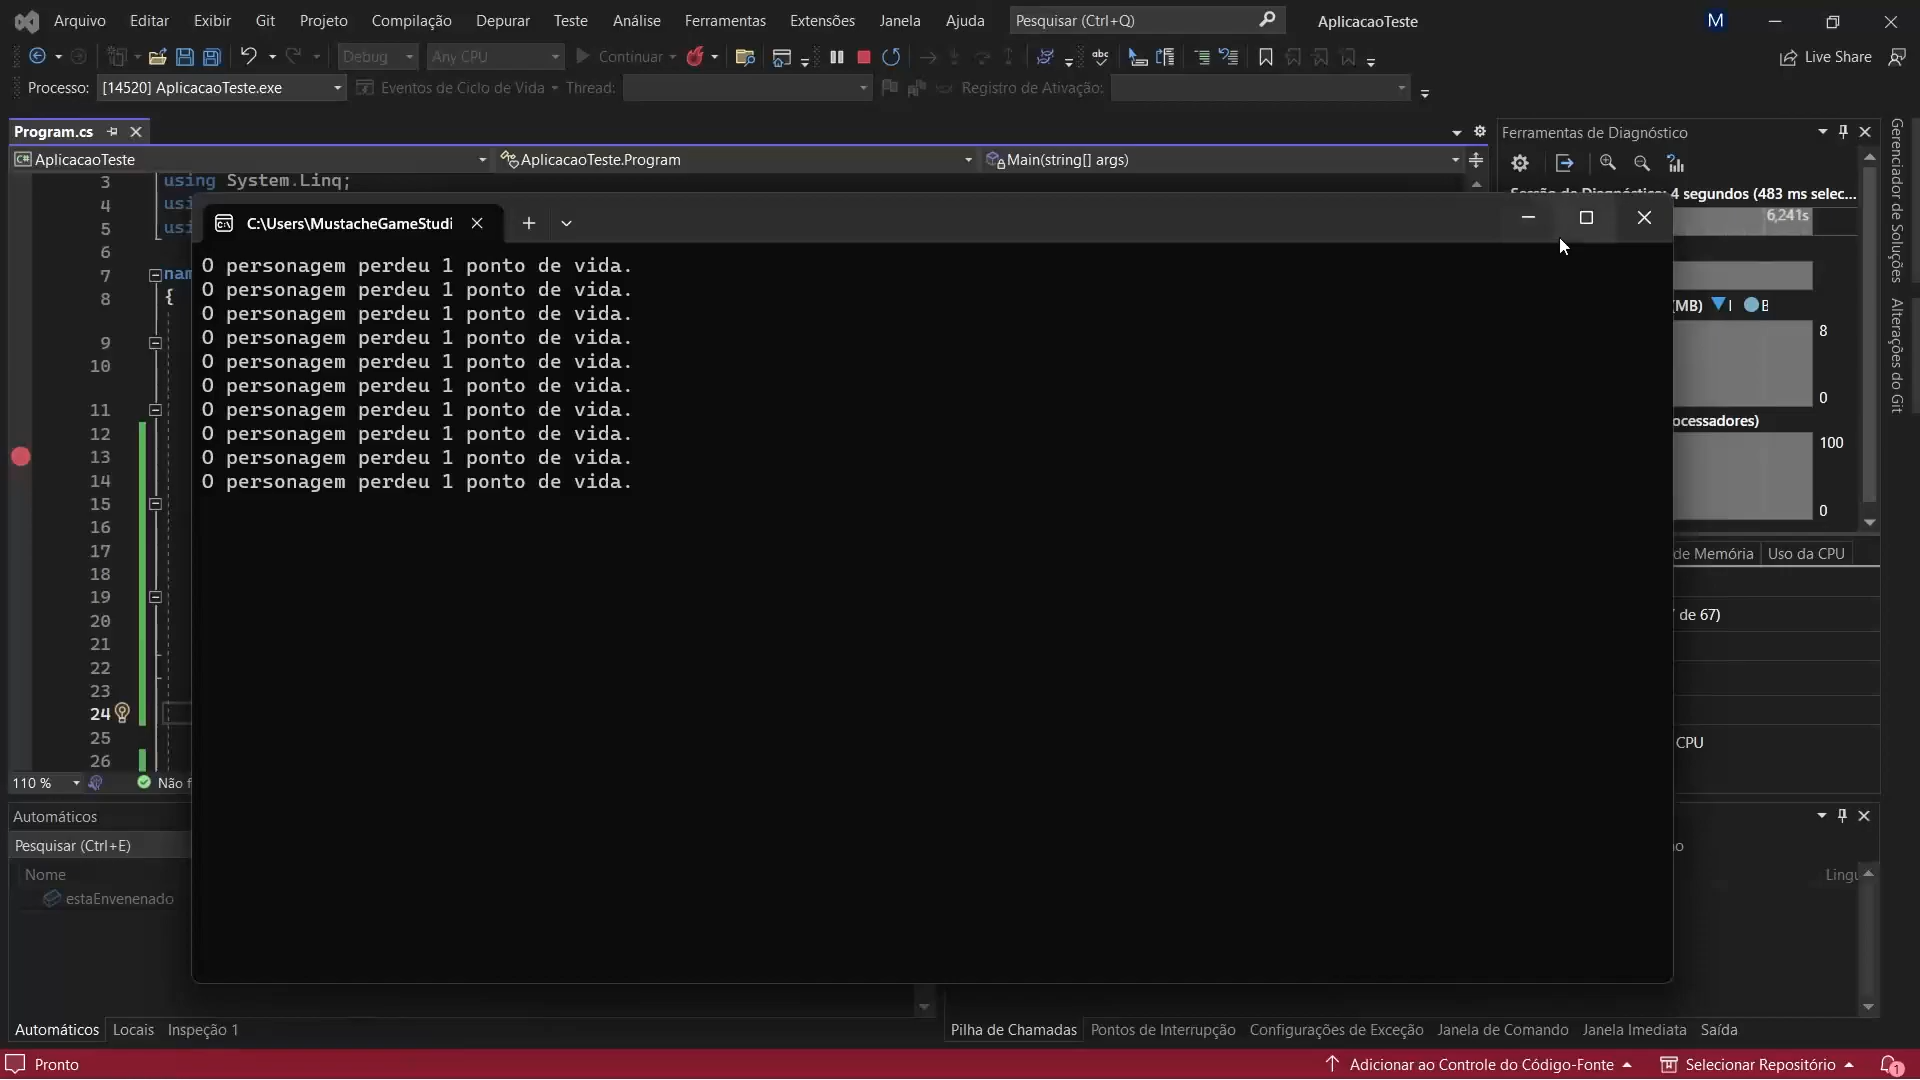 Arquivo Editar Exibir Git Projeto Compilação Depurar Teste Análise Ferramentas Extensões Janela Ajuda Pesquisar (Ctrl+Q) AplicacaoTeste M
Debug Any CPU Continuar Live Share
Processo: [14520] AplicacaoTeste.exe Eventos de Ciclo de Vida Thread: Registro de Ativação:
Program.cs
AplicacaoTeste AplicacaoTeste.Program Main(string[] args)
Ferramentas de Diagnóstico
4 segundos (483 ms selec...
6,241s
3 using System.Linq;
4
5
6
7
8 {
9
10
11
12
13
14
15
16
17
18
19
20
21
22
23
24
25
26
C:\Users\MustacheGameStudi
O personagem perdeu 1 ponto de vida.
O personagem perdeu 1 ponto de vida.
O personagem perdeu 1 ponto de vida.
O personagem perdeu 1 ponto de vida.
O personagem perdeu 1 ponto de vida.
O personagem perdeu 1 ponto de vida.
O personagem perdeu 1 ponto de vida.
O personagem perdeu 1 ponto de vida.
O personagem perdeu 1 ponto de vida.
O personagem perdeu 1 ponto de vida.
(MB)
8
0
100
0
de Memória Uso da CPU
de 67)
CPU
Gerenciador de Soluções
Alterações do Git
110 %
Automáticos
Pesquisar (Ctrl+E)
Nome
estaEnvenenado
Automáticos Locais Inspeção 1
Pilha de Chamadas Pontos de Interrupção Configurações de Exceção Janela de Comando Janela Imediata Saída
Pronto
Adicionar ao Controle do Código-Fonte Selecionar Repositório 1